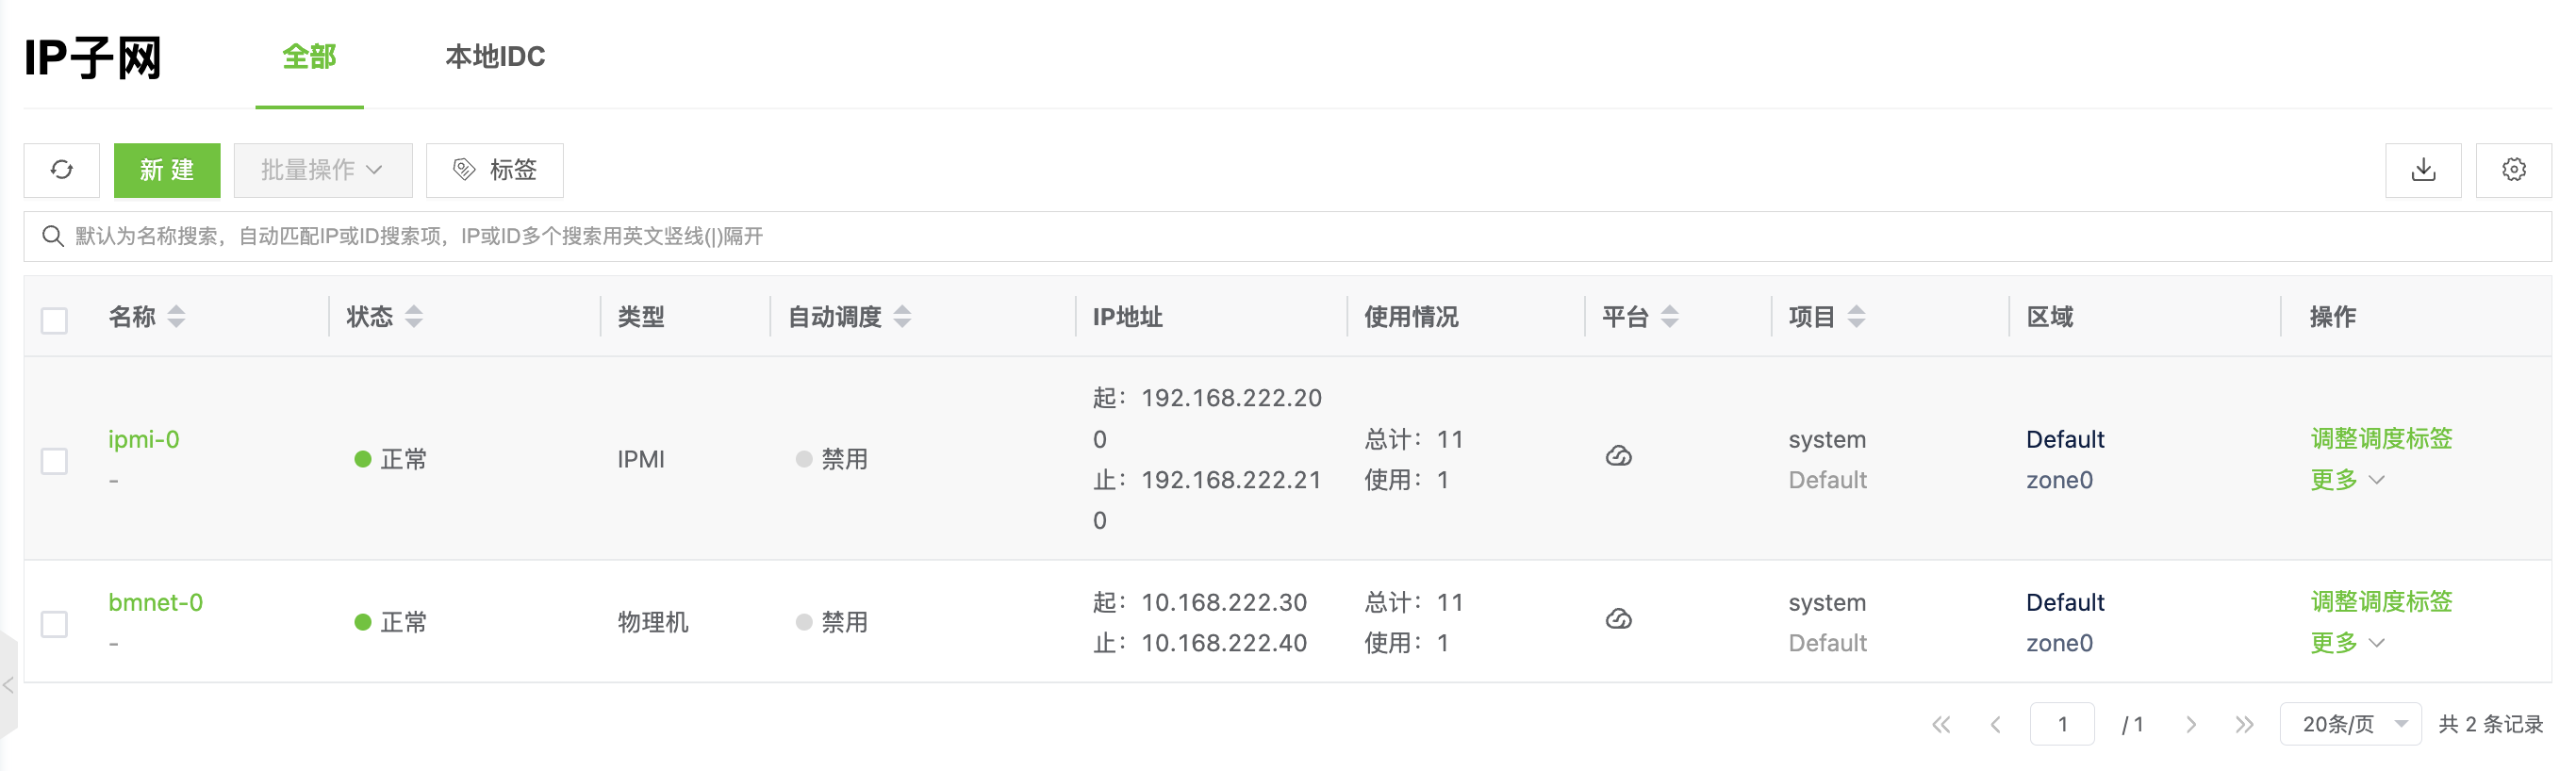 IP子网 全部 本地IDC
新 建 批量操作 标签
默认为名称搜索，自动匹配IP或ID搜索项，IP或ID多个搜索用英文竖线(|)隔开
名称 状态 类型 自动调度 IP地址 使用情况 平台 项目 区域 操作
起：192.168.222.20
ipmi-0 0 总计：11 system Default 调整调度标签
正常 IPMI 禁用
- 止：192.168.222.21 使用：1 Default zone0 更多
0
bmnet-0 起：10.168.222.30 总计：11 system Default 调整调度标签
正常 物理机 禁用
- 止：10.168.222.40 使用：1 Default zone0 更多
1 / 1 20条/页 共 2 条记录